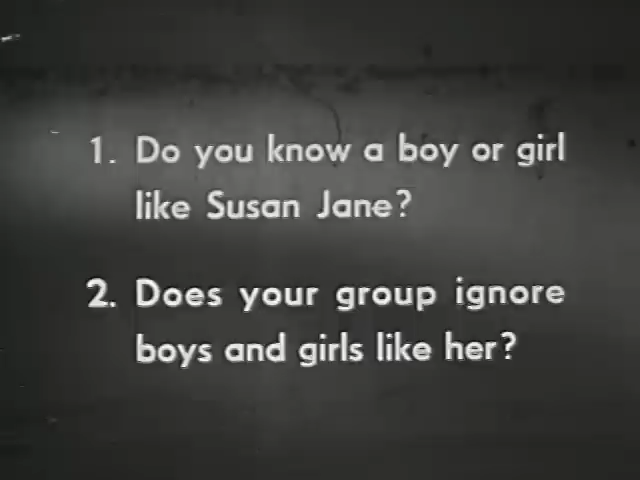 1. Do you know a boy or girl
like Susan Jane?
2. Does your group ignore
boys and girls like her?